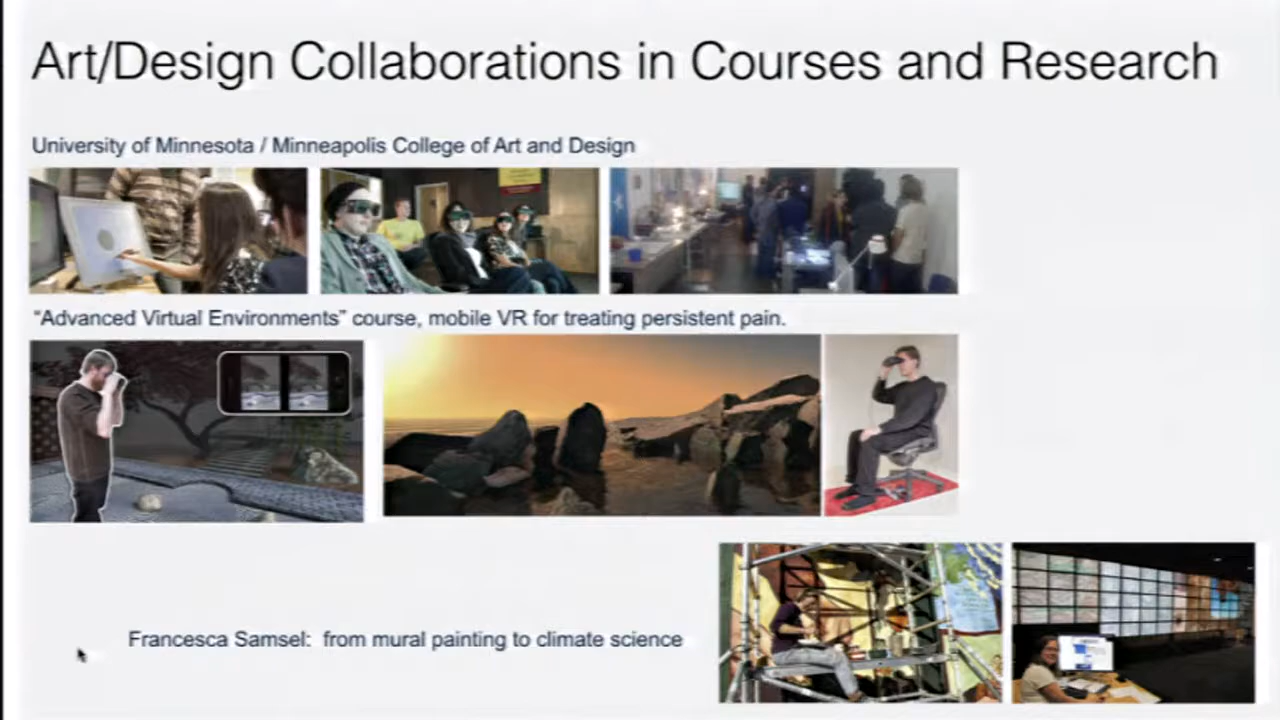 Art/Design Collaborations in Courses and Research
University of Minnesota / Minneapolis College of Art and Design
“Advanced Virtual Environments” course, mobile VR for treating persistent pain.
Francesca Samsel: from mural painting to climate science